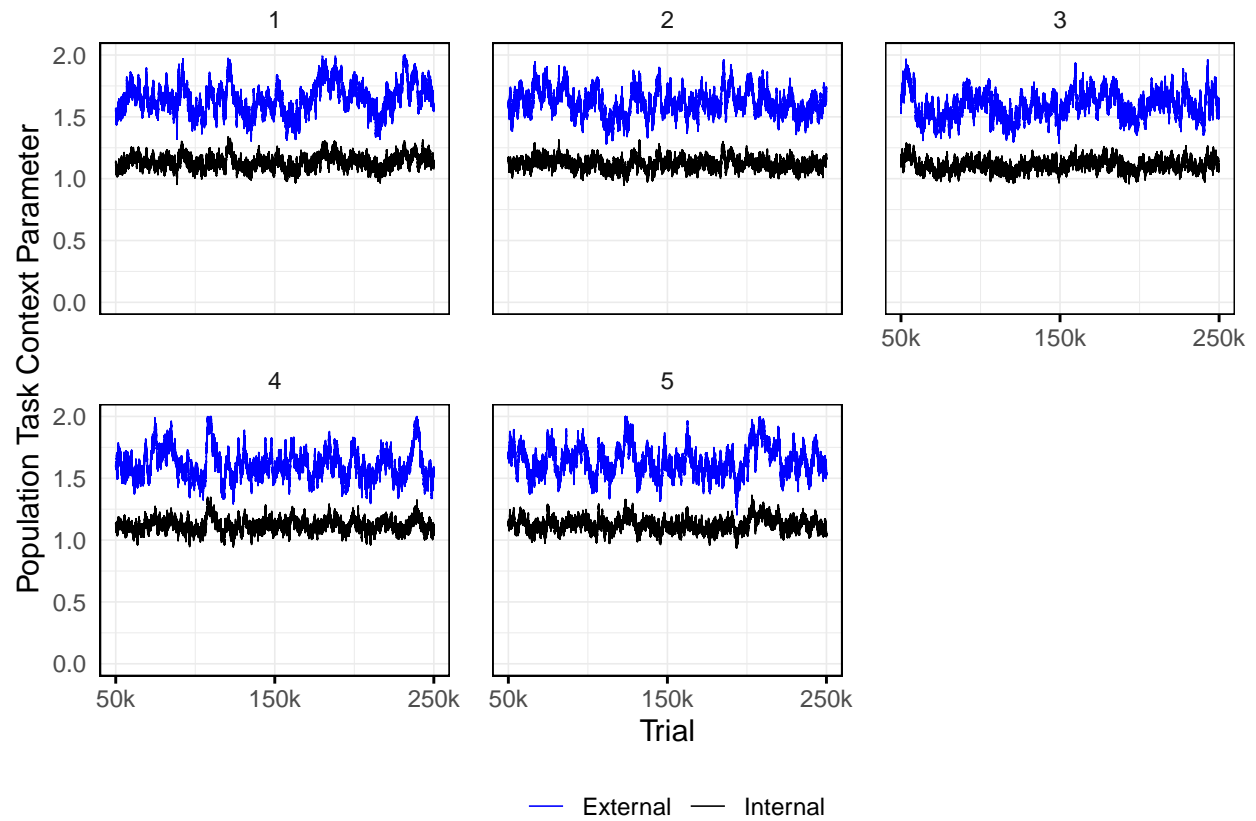 1 2 3
2.0
1.5
1.0
0.5
0.0
50k 150k 250k
4 5
2.0
1.5
1.0
0.5
0.0
50k 150k 250k 50k 150k 250k
Population Task Context Parameter
Trial
External Internal